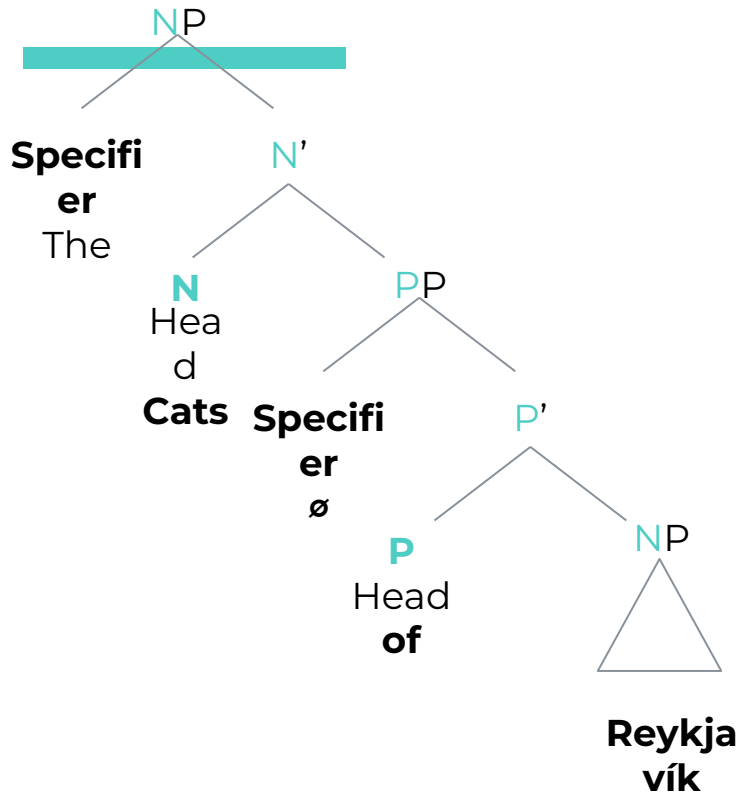 NP
Specifi
er
The
N’
N
Hea
d
Cats
PP
Specifi
er
ø
P’
P
Head
of
NP
Reykja
vík